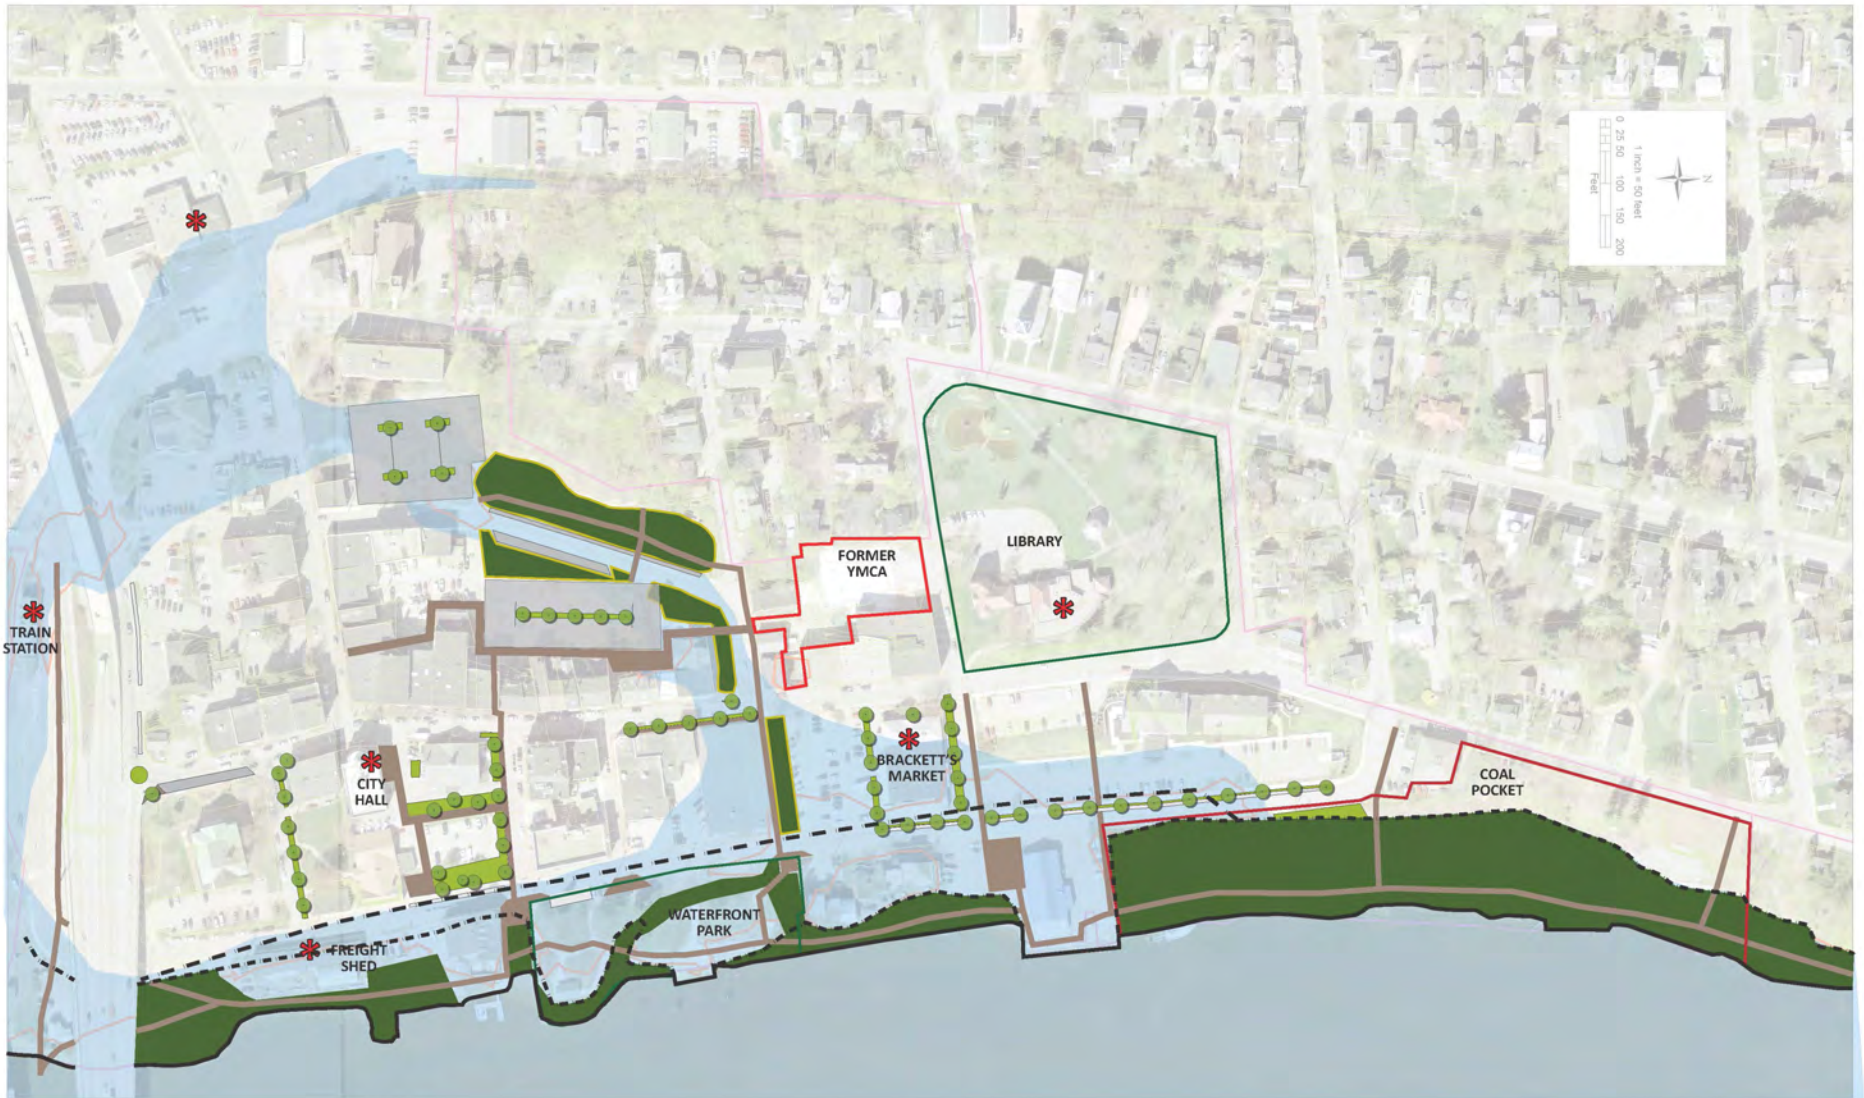 0 25 50 100 150 200
Feet
1 inch = 50 feet
N
FORMER
YMCA
LIBRARY
TRAIN
STATION
CITY
HALL
BRACKETT'S
MARKET
COAL
POCKET
WATERFRONT
PARK
FREIGHT
SHED